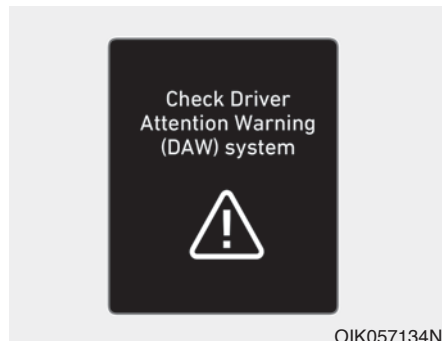 Check Driver
Attention Warning
(DAW) system
OIK057134N